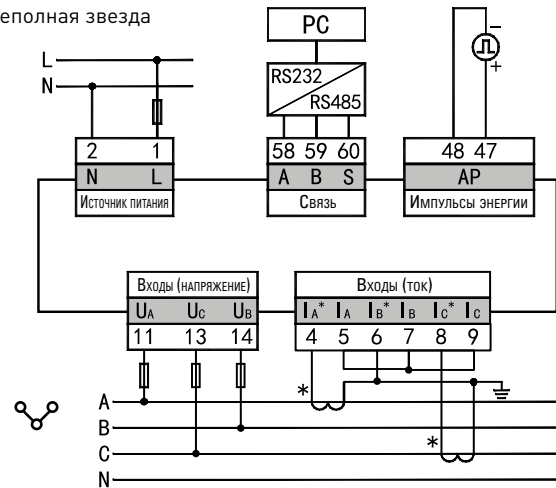 еполная звезда
PC
RS232
RS485
L
N
– +
2 1
N L
Источник питания
58 59 60
A B S
Связь
48 47
AP
Импульсы энергии
Входы (напряжение)
UA UC UB
11 13 14
Входы (ток)
IA* IA IB* IB IC* IC
4 5 6 7 8 9
*
A
B
*
C
N